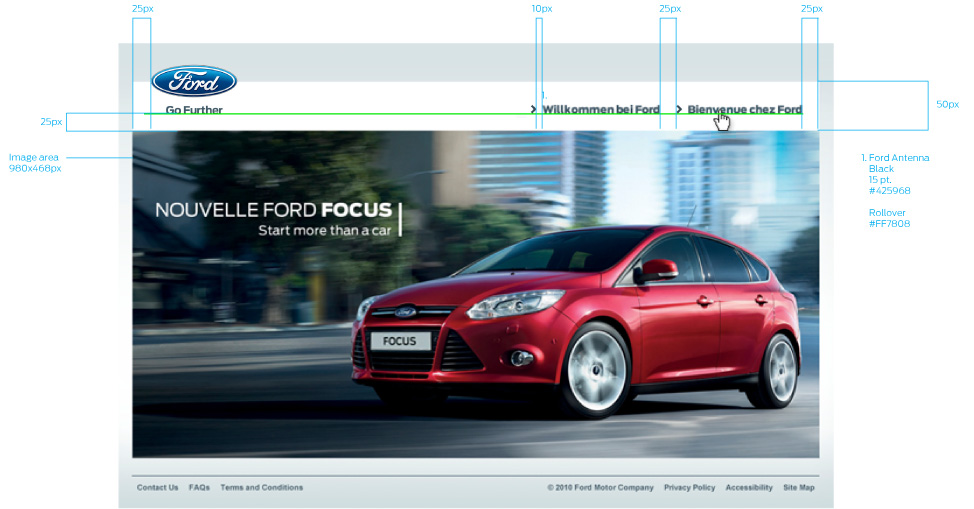 25px 10px 25px 25px
Ford
Go Further
1.
Willkommen bei Ford Bienvenue chez Ford
50px
25px
Image area
980x468px
1. Ford Antenna
Black
15 pt.
#425968
Rollover
#FF7808
NOUVELLE FORD FOCUS
Start more than a car
FOCUS
Contact Us FAQs Terms and Conditions © 2010 Ford Motor Company Privacy Policy Accessibility Site Map